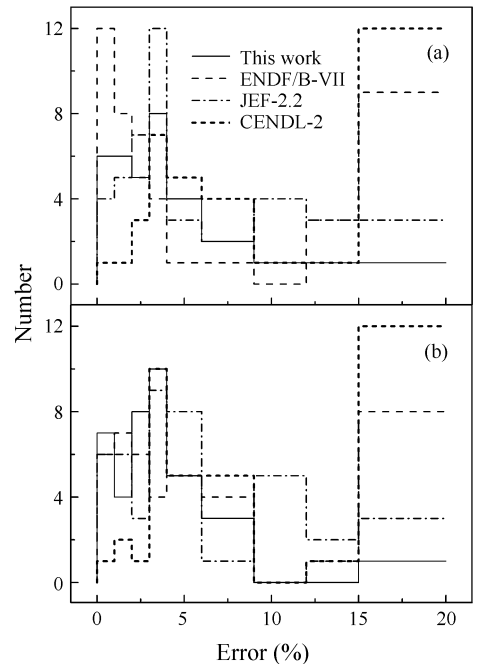 12
8
4
0
(a)
This work
ENDF/B-VII
JEF-2.2
CENDL-2
Number
12
8
4
0
(b)
0 5 10 15 20
Error (%)